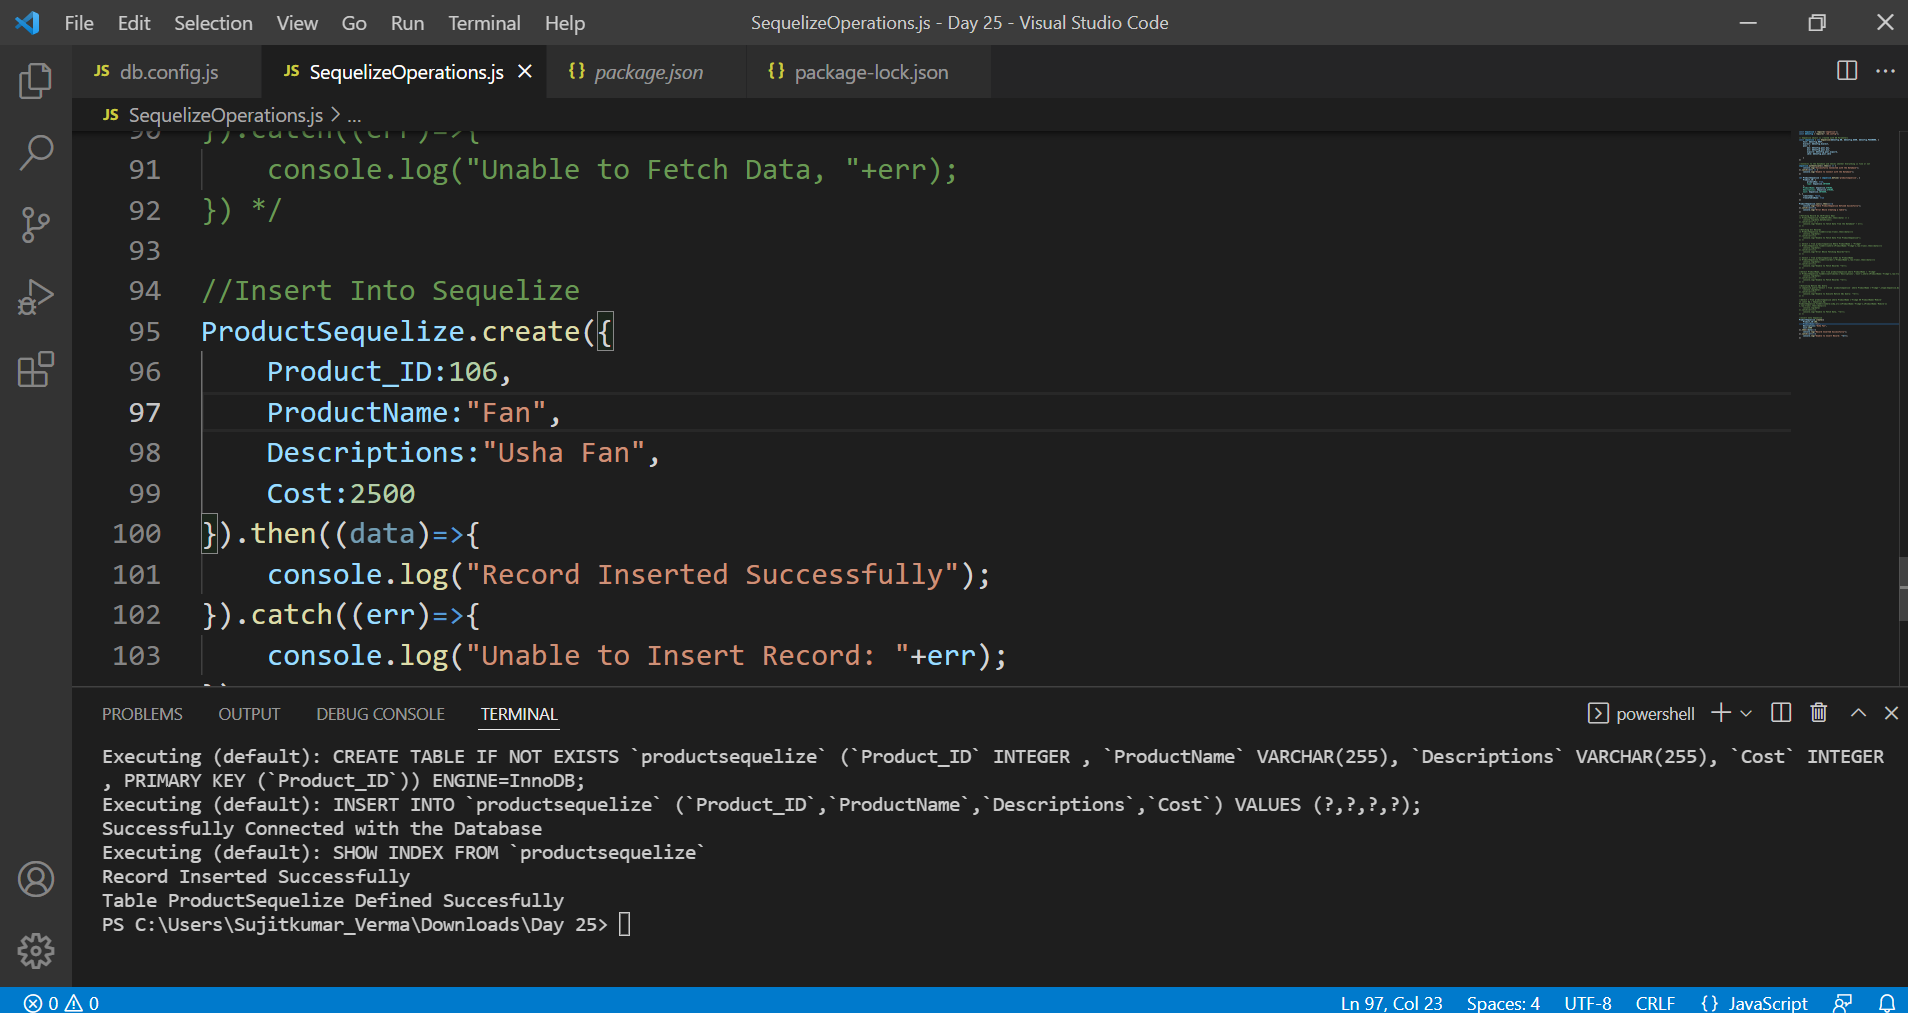 File Edit Selection View Go Run Terminal Help SequelizeOperations.js - Day 25 - Visual Studio Code
JS db.config.js JS SequelizeOperations.js {} package.json {} package-lock.json
JS SequelizeOperations.js > ...
90 }).catch((err)=>{
91 console.log("Unable to Fetch Data, "+err);
92 }) */
93
94 //Insert Into Sequelize
95 ProductSequelize.create({
96 Product_ID:106,
97 ProductName:"Fan",
98 Descriptions:"Usha Fan",
99 Cost:2500
100 }).then((data)=>{
101 console.log("Record Inserted Successfully");
102 }).catch((err)=>{
103 console.log("Unable to Insert Record: "+err);
PROBLEMS OUTPUT DEBUG CONSOLE TERMINAL powershell
Executing (default): CREATE TABLE IF NOT EXISTS `productsequelize` (`Product_ID` INTEGER , `ProductName` VARCHAR(255), `Descriptions` VARCHAR(255), `Cost` INTEGER
, PRIMARY KEY (`Product_ID`)) ENGINE=InnoDB;
Executing (default): INSERT INTO `productsequelize` (`Product_ID`,`ProductName`,`Descriptions`,`Cost`) VALUES (?,?,?,?);
Successfully Connected with the Database
Executing (default): SHOW INDEX FROM `productsequelize`
Record Inserted Successfully
Table ProductSequelize Defined Succesfully
PS C:\Users\Sujitkumar_Verma\Downloads\Day 25>
0 0 Ln 97, Col 23 Spaces: 4 UTF-8 CRLF {} JavaScript